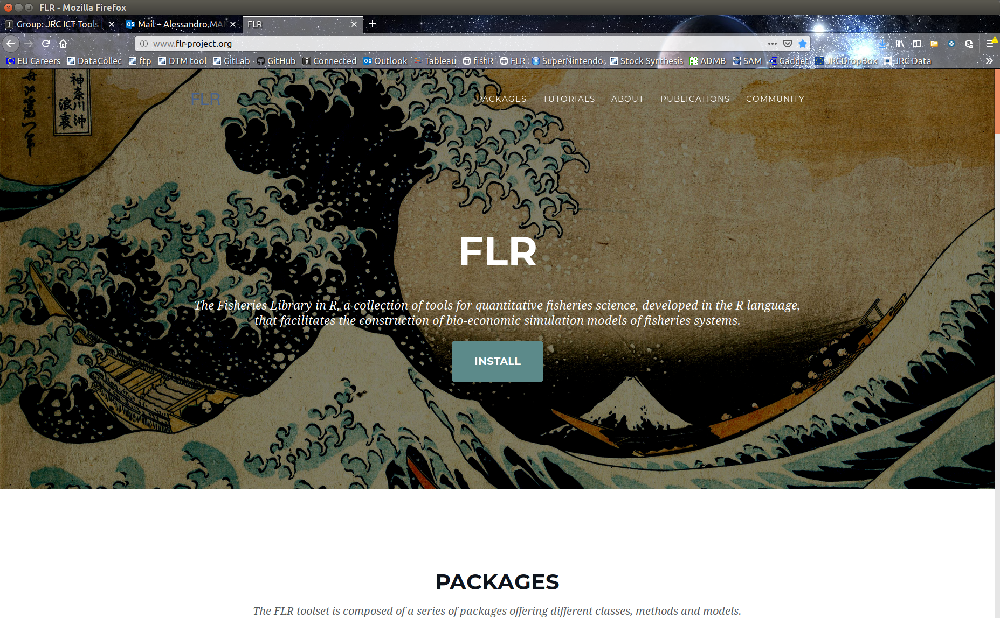 FLR - Mozilla Firefox
Group: JRC ICT Tools
Mail – Alessandro.MAN
FLR
www.flr-project.org
EU Careers
DataCollec
ftp
DTM tool
GitLab
GitHub
Connected
Outlook
Tableau
fishR
FLR
SuperNintendo
Stock Synthesis
ADMB
SAM
Gadget
JRCDropBox
JRC Data
神奈川沖
浪裏
FLR
PACKAGES
TUTORIALS
ABOUT
PUBLICATIONS
COMMUNITY
FLR
The Fisheries Library in R, a collection of tools for quantitative fisheries science, developed in the R language,
that facilitates the construction of bio-economic simulation models of fisheries systems.
INSTALL
PACKAGES
The FLR toolset is composed of a series of packages offering different classes, methods and models.